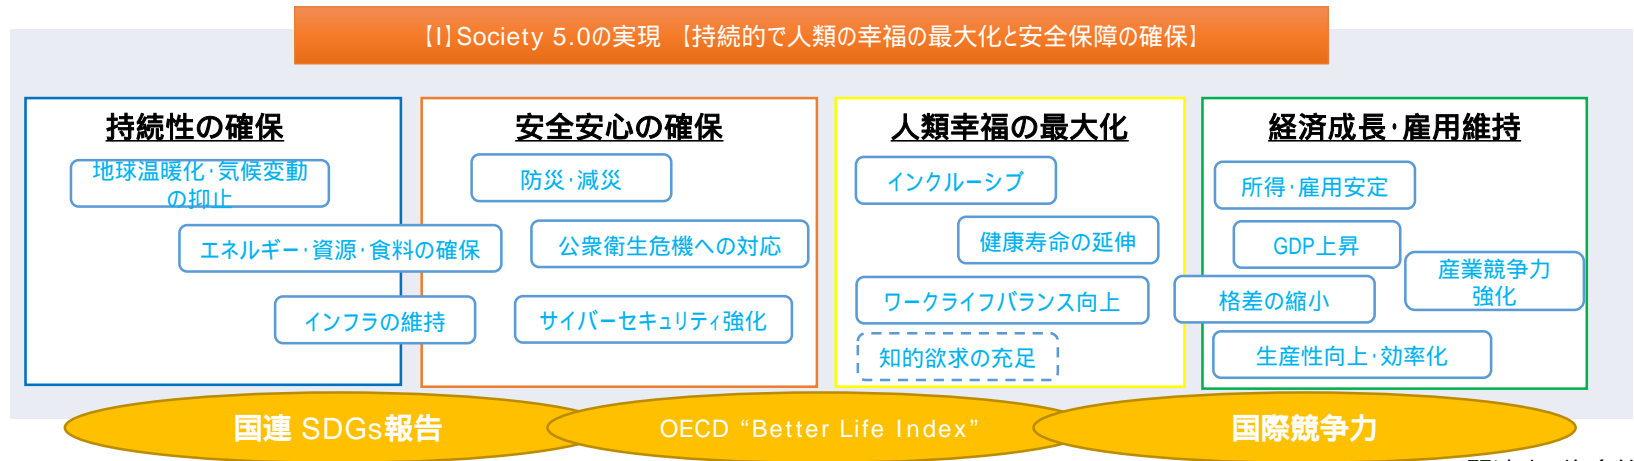 【I】Society 5.0の実現 【持続的で人類の幸福の最大化と安全保障の確保】
持続性の確保
地球温暖化･気候変動
の抑止
エネルギー･資源･食料の確保
インフラの維持
安全安心の確保
防災･減災
公衆衛生危機への対応
サイバーセキュリティ強化
人類幸福の最大化
インクルーシブ
健康寿命の延伸
ワークライフバランス向上
知的欲求の充足
経済成長･雇用維持
所得･雇用安定
GDP上昇
産業競争力
強化
格差の縮小
生産性向上･効率化
国連 SDGs報告
OECD “Better Life Index”
国際競争力